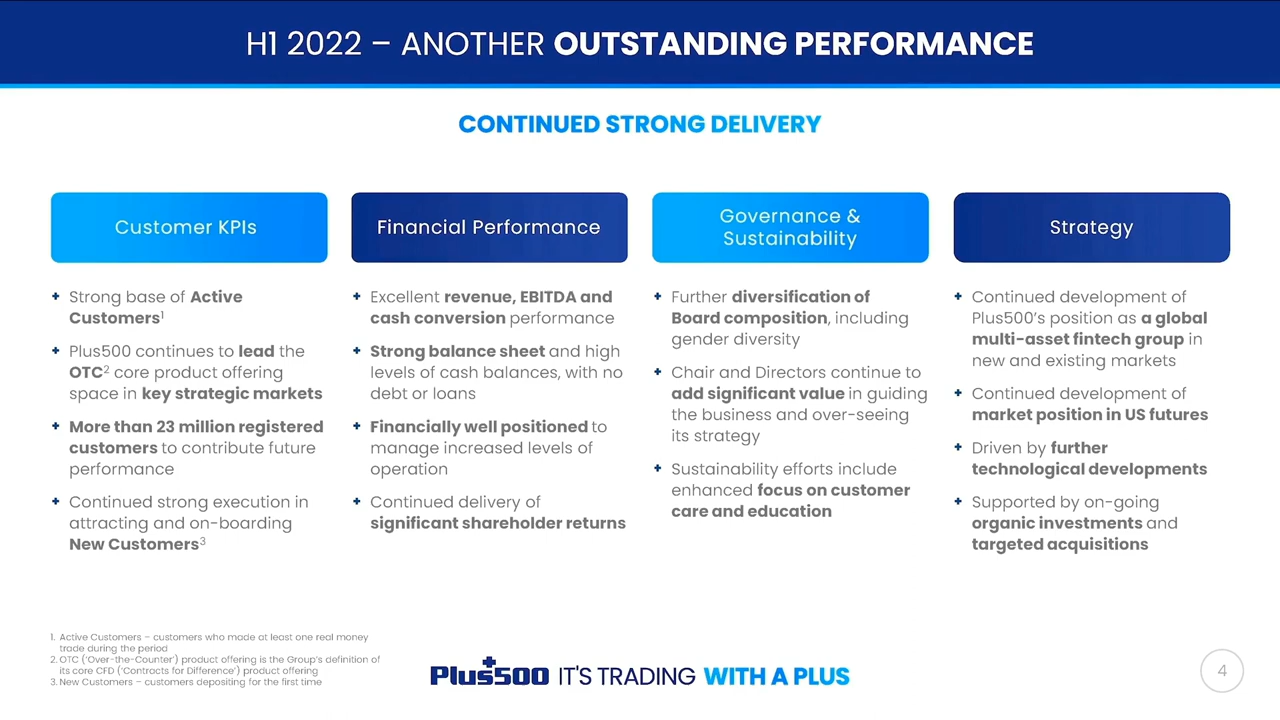 H1 2022 – ANOTHER OUTSTANDING PERFORMANCE
CONTINUED STRONG DELIVERY
Customer KPIs
+ Strong base of Active
Customers¹
+ Plus500 continues to lead the
OTC² core product offering
space in key strategic markets
+ More than 23 million registered
customers to contribute future
performance
+ Continued strong execution in
attracting and on-boarding
New Customers³
Financial Performance
+ Excellent revenue, EBITDA and
cash conversion performance
+ Strong balance sheet and high
levels of cash balances, with no
debt or loans
+ Financially well positioned to
manage increased levels of
operation
+ Continued delivery of
significant shareholder returns
Governance &
Sustainability
+ Further diversification of
Board composition, including
gender diversity
+ Chair and Directors continue to
add significant value in guiding
the business and over-seeing
its strategy
+ Sustainability efforts include
enhanced focus on customer
care and education
Strategy
+ Continued development of
Plus500's position as a global
multi-asset fintech group in
new and existing markets
+ Continued development of
market position in US futures
+ Driven by further
technological developments
+ Supported by on-going
organic investments and
targeted acquisitions
1. Active Customers – customers who made at least one real money
trade during the period
2. OTC ('Over-the-Counter') product offering is the Group's definition of
its core CFD ('Contracts for Difference') product offering
3. New Customers – customers depositing for the first time
Plus500 IT'S TRADING WITH A PLUS
4